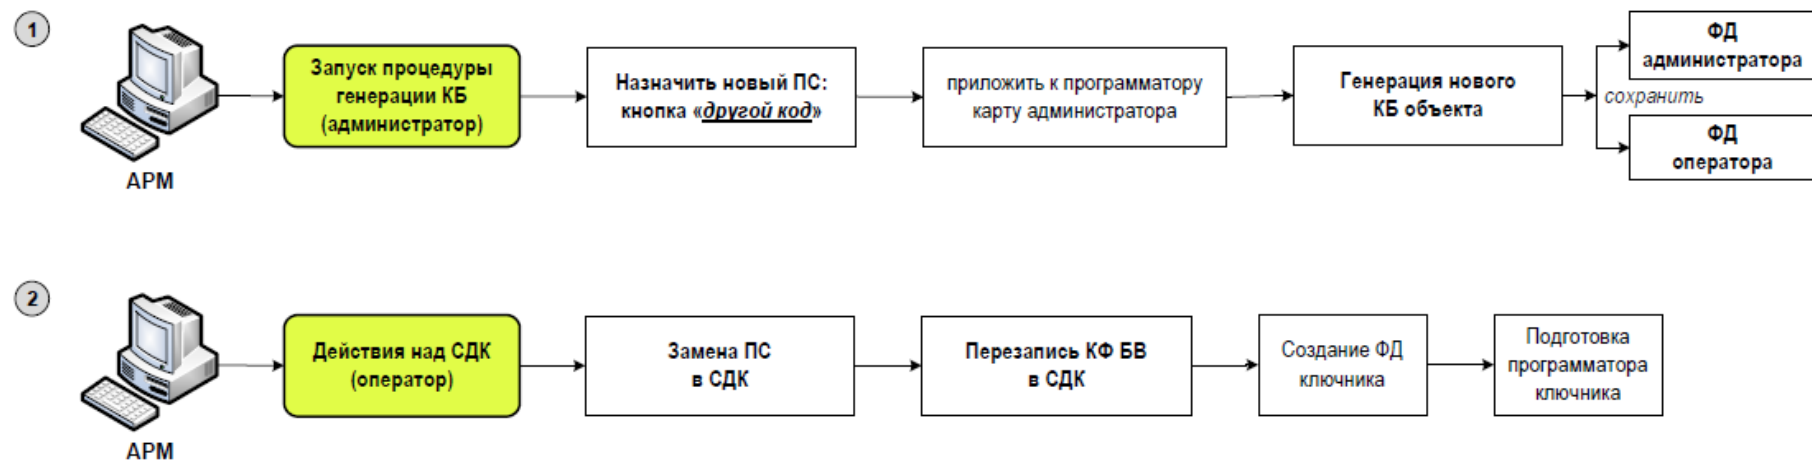 1
АРМ
Запуск процедуры
генерации КБ
(администратор)
Назначить новый ПС:
кнопка «другой код»
приложить к программатору
карту администратора
Генерация нового
КБ объекта
сохранить
ФД
администратора
ФД
оператора
2
АРМ
Действия над СДК
(оператор)
Замена ПС
в СДК
Перезапись КФ БВ
в СДК
Создание ФД
ключника
Подготовка
программатора
ключника